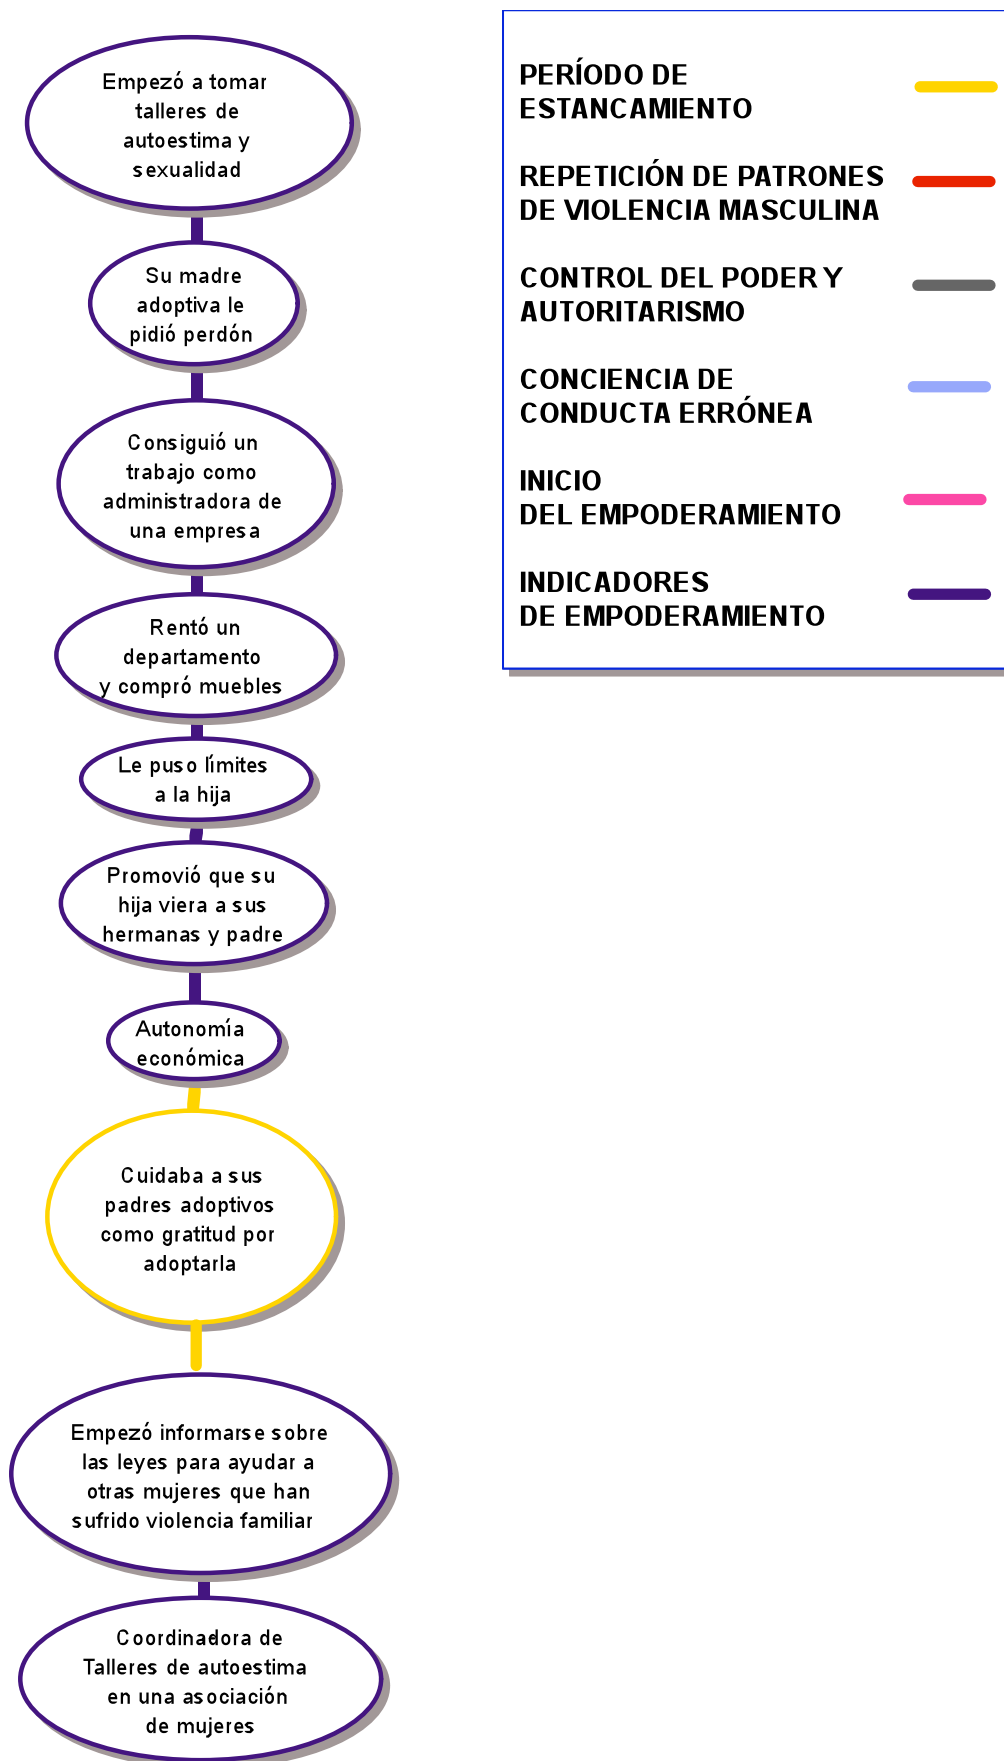 Empezó a tomar
talleres de
autoestima y
sexualidad
Su madre
adoptiva le
pidió perdón
Consiguió un
trabajo como
administradora de
una empresa
Rentó un
departamento
y compró muebles
Le puso límites
a la hija
Promovió que su
hija viera a sus
hermanas y padre
Autonomía
económica
Cuidaba a sus
padres adoptivos
como gratitud por
adoptarla
Empezó informarse sobre
las leyes para ayudar a
otras mujeres que han
sufrido violencia familiar
Coordinadora de
Talleres de autoestima
en una asociación
de mujeres
PERÍODO DE
ESTANCAMIENTO
REPETICIÓN DE PATRONES
DE VIOLENCIA MASCULINA
CONTROL DEL PODER Y
AUTORITARISMO
CONCIENCIA DE
CONDUCTA ERRÓNEA
INICIO
DEL EMPODERAMIENTO
INDICADORES
DE EMPODERAMIENTO